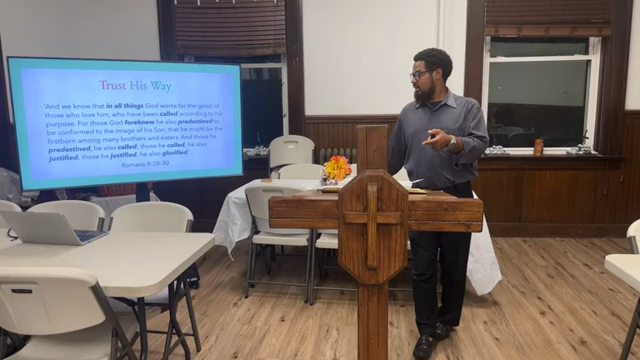 Trust His Way
"And we know that in all things God works for the good of
those who love him, who have been called according to his
purpose. For those God foreknew he also predestined to
be conformed to the image of his Son, that he might be the
firstborn among many brothers and sisters. And those he
predestined, he also called; those he called, he also
justified; those he justified, he also glorified."
- Romans 8:28-30